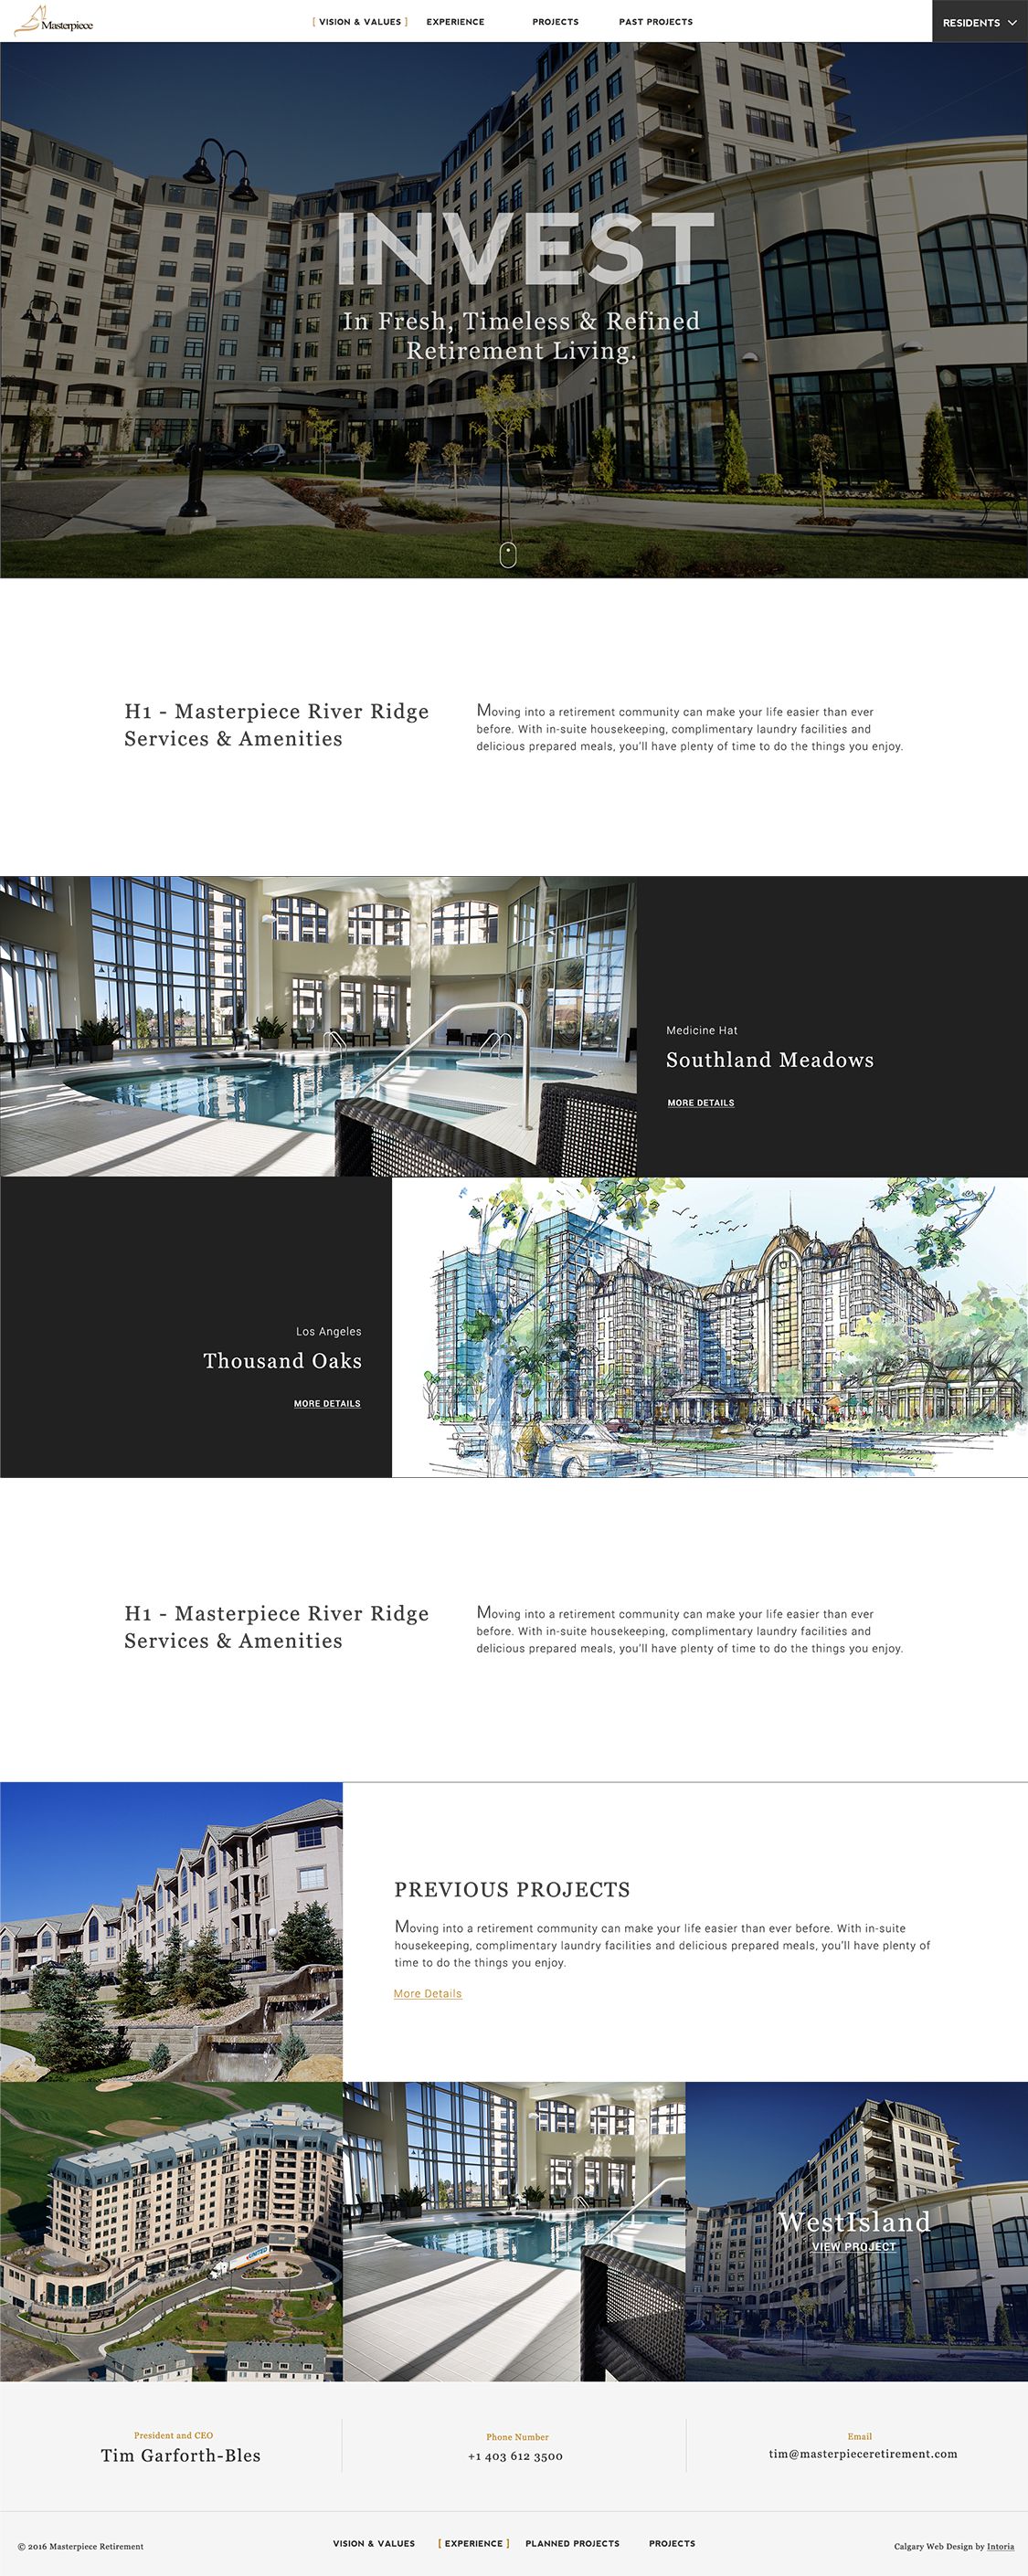 Masterpiece
[ VISION & VALUES ]
EXPERIENCE
PROJECTS
PAST PROJECTS
RESIDENTS
INVEST
In Fresh, Timeless & Refined
Retirement Living.
H1 - Masterpiece River Ridge
Services & Amenities
Moving into a retirement community can make your life easier than ever
before. With in-suite housekeeping, complimentary laundry facilities and
delicious prepared meals, you'll have plenty of time to do the things you enjoy.
Medicine Hat
Southland Meadows
MORE DETAILS
Los Angeles
Thousand Oaks
MORE DETAILS
H1 - Masterpiece River Ridge
Services & Amenities
Moving into a retirement community can make your life easier than ever
before. With in-suite housekeeping, complimentary laundry facilities and
delicious prepared meals, you'll have plenty of time to do the things you enjoy.
PREVIOUS PROJECTS
Moving into a retirement community can make your life easier than ever before. With in-suite
housekeeping, complimentary laundry facilities and delicious prepared meals, you'll have plenty of
time to do the things you enjoy.
More Details
UNITED
WestIsland
VIEW PROJECT
President and CEO
Tim Garforth-Bles
Phone Number
+1 403 612 3500
Email
tim@masterpieceretirement.com
© 2016 Masterpiece Retirement
VISION & VALUES
[ EXPERIENCE ]
PLANNED PROJECTS
PROJECTS
Calgary Web Design by Intoria